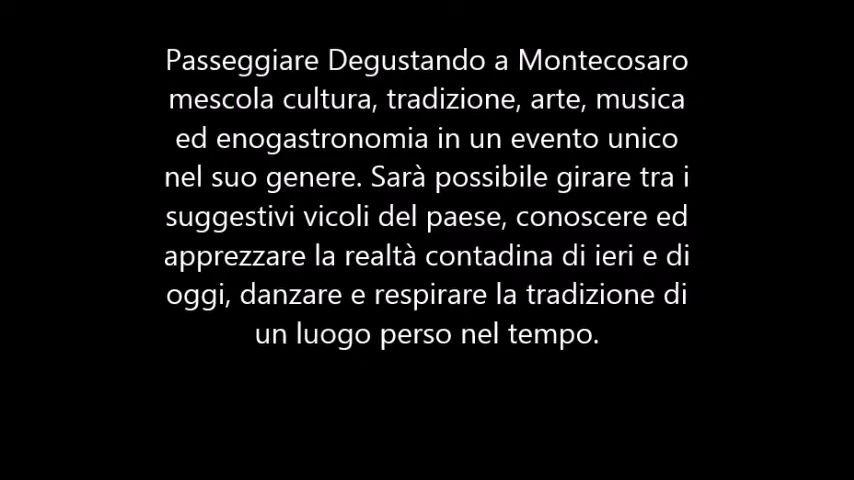 Passeggiare Degustando a Montecosaro
mescola cultura, tradizione, arte, musica
ed enogastronomia in un evento unico
nel suo genere. Sarà possibile girare tra i
suggestivi vicoli del paese, conoscere ed
apprezzare la realtà contadina di ieri e di
oggi, danzare e respirare la tradizione di
un luogo perso nel tempo.